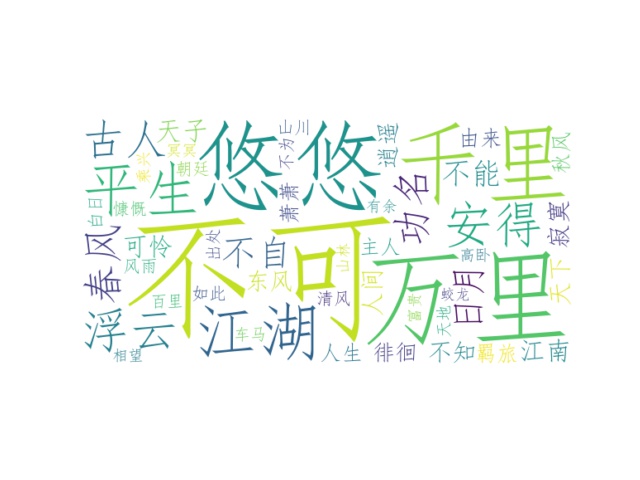 古人
天子
冥冥
乘兴
朝廷
平生
白日
慷慨
悠悠
不为
山川
逍遥
千里
由来
不能
秋风
萧萧
有余
功名
安得
寂寞
春风
可怜
风雨
不可
出处
不自
东风
主人
山林
万里
高卧
日月
天下
浮云
百里
如此
江湖
车马
清风
人间
富贵
天地
蛟龙
相望
人生
徘徊
不知
羁旅
江南